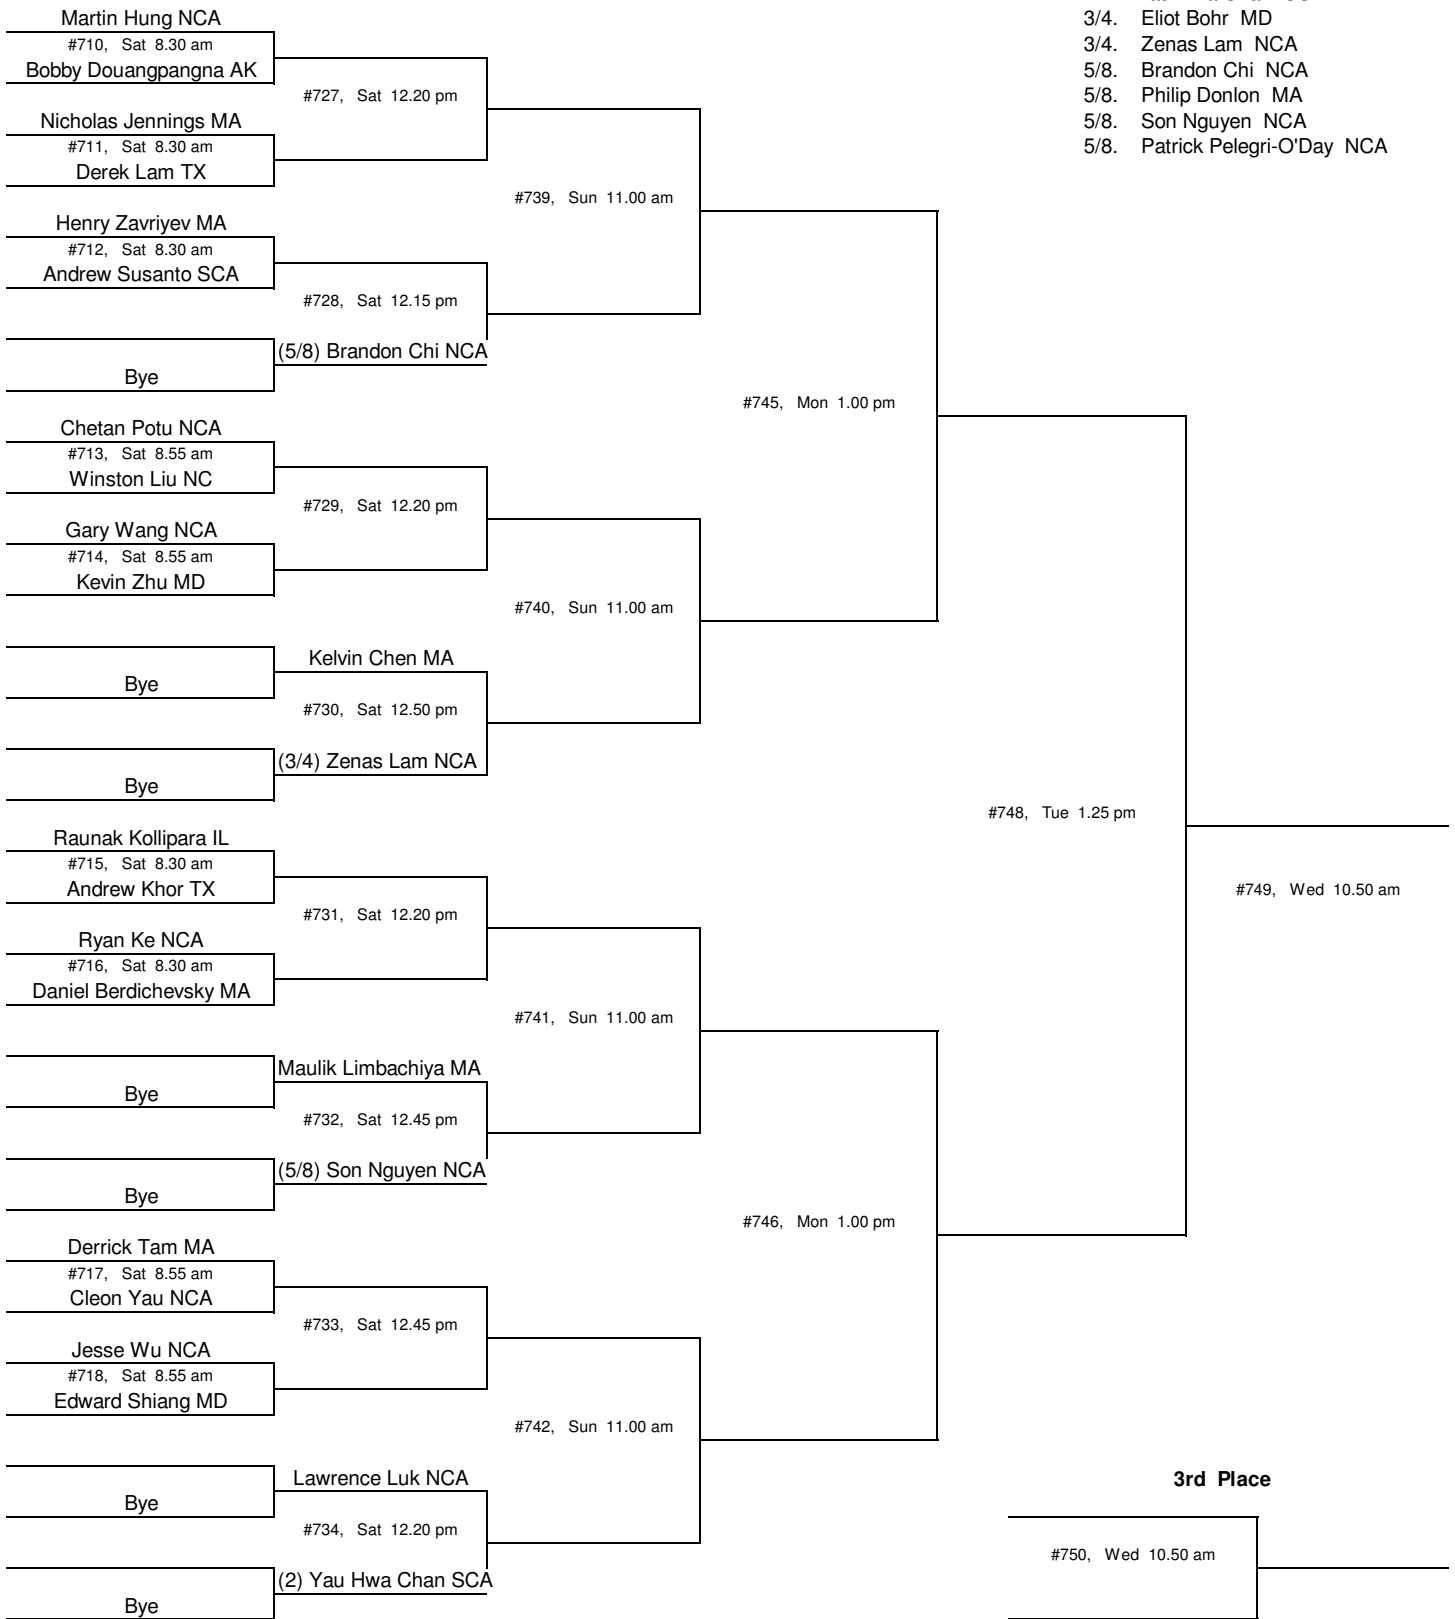 Martin Hung NCA
#710, Sat 8.30 am
Bobby Douangpangna AK
#727, Sat 12.20 pm
Nicholas Jennings MA
#711, Sat 8.30 am
Derek Lam TX
#739, Sun 11.00 am
Henry Zavriyev MA
#712, Sat 8.30 am
Andrew Susanto SCA
#728, Sat 12.15 pm
(5/8) Brandon Chi NCA
Bye
#745, Mon 1.00 pm
Chetan Potu NCA
#713, Sat 8.55 am
Winston Liu NC
#729, Sat 12.20 pm
Gary Wang NCA
#714, Sat 8.55 am
Kevin Zhu MD
#740, Sun 11.00 am
Kelvin Chen MA
Bye
#730, Sat 12.50 pm
(3/4) Zenas Lam NCA
Bye
#748, Tue 1.25 pm
Raunak Kollipara IL
#715, Sat 8.30 am
Andrew Khor TX
#749, Wed 10.50 am
#731, Sat 12.20 pm
Ryan Ke NCA
#716, Sat 8.30 am
Daniel Berdichevsky MA
#741, Sun 11.00 am
Maulik Limbachiya MA
Bye
#732, Sat 12.45 pm
(5/8) Son Nguyen NCA
Bye
#746, Mon 1.00 pm
Derrick Tam MA
#717, Sat 8.55 am
Cleon Yau NCA
#733, Sat 12.45 pm
Jesse Wu NCA
#718, Sat 8.55 am
Edward Shiang MD
#742, Sun 11.00 am
Lawrence Luk NCA
Bye
#734, Sat 12.20 pm
(2) Yau Hwa Chan SCA
Bye
3/4. Eliot Bohr MD
3/4. Zenas Lam NCA
5/8. Brandon Chi NCA
5/8. Philip Donlon MA
5/8. Son Nguyen NCA
5/8. Patrick Pelegri-O'Day NCA
3rd Place
#750, Wed 10.50 am